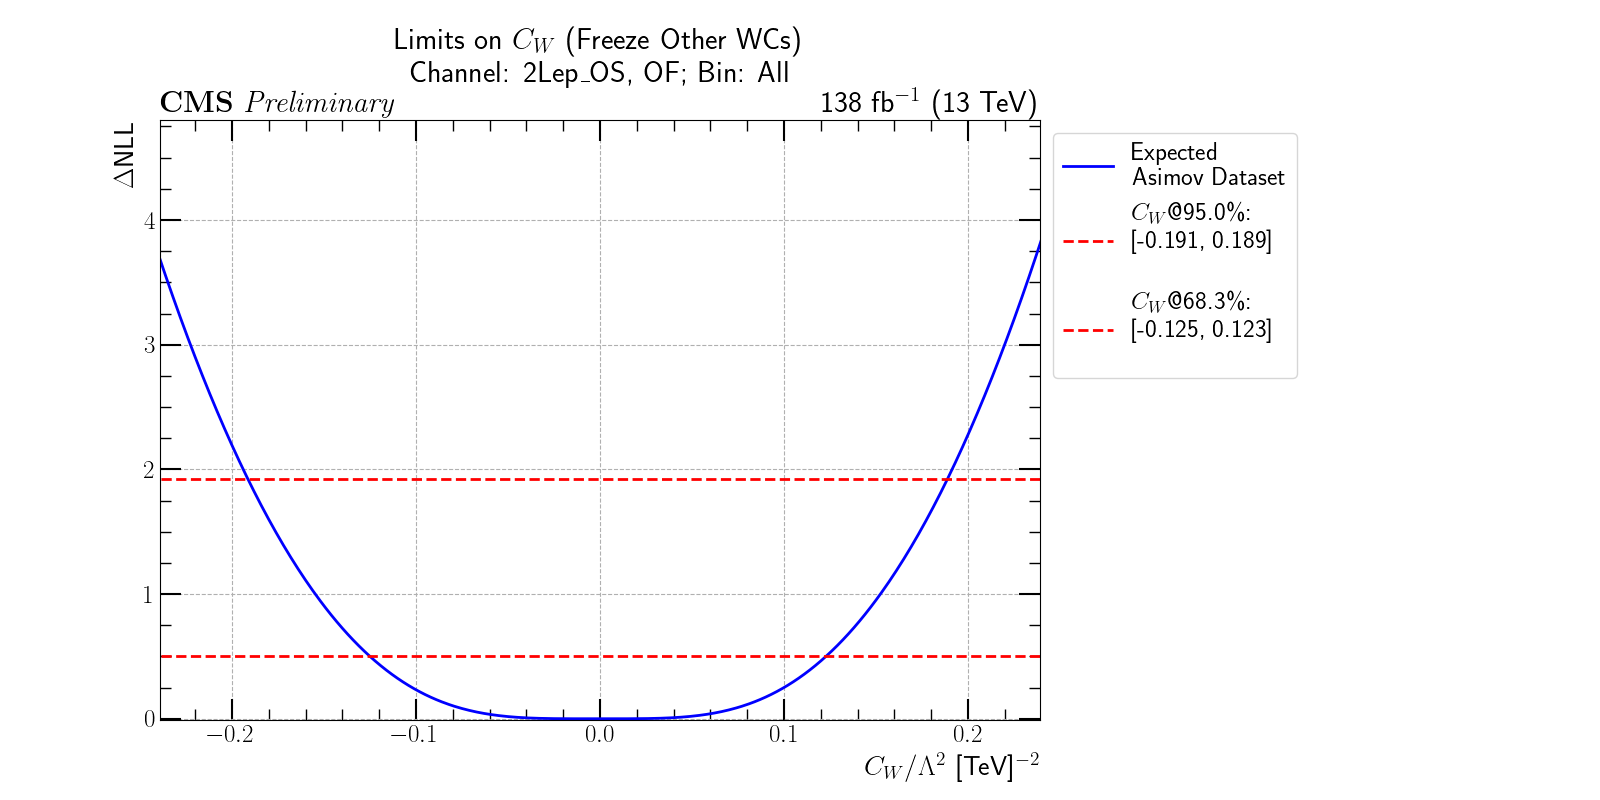 Limits on C_W (Freeze Other WCs)
Channel: 2Lep_OS, OF; Bin: All
CMS Preliminary
138 fb⁻¹ (13 TeV)
ΔNLL
4
3
2
1
0
−0.2
−0.1
0.0
0.1
0.2
C_W/Λ² [TeV]⁻²
Expected
Asimov Dataset
C_W@95.0%:
[-0.191, 0.189]
C_W@68.3%:
[-0.125, 0.123]